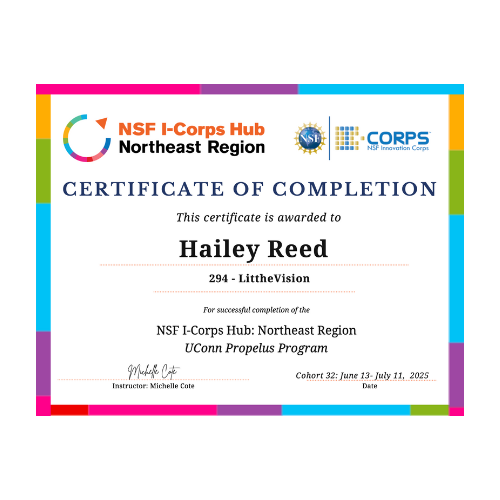 NSF I-Corps Hub
Northeast Region
NSF
I-CORPS
NSF Innovation Corps
CERTIFICATE OF COMPLETION
This certificate is awarded to
Hailey Reed
294 - LittheVision
For successful completion of the
NSF I-Corps Hub: Northeast Region
UConn Propelus Program
Michelle Cote
Cohort 32: June 13- July 11, 2025
Instructor: Michelle Cote
Date